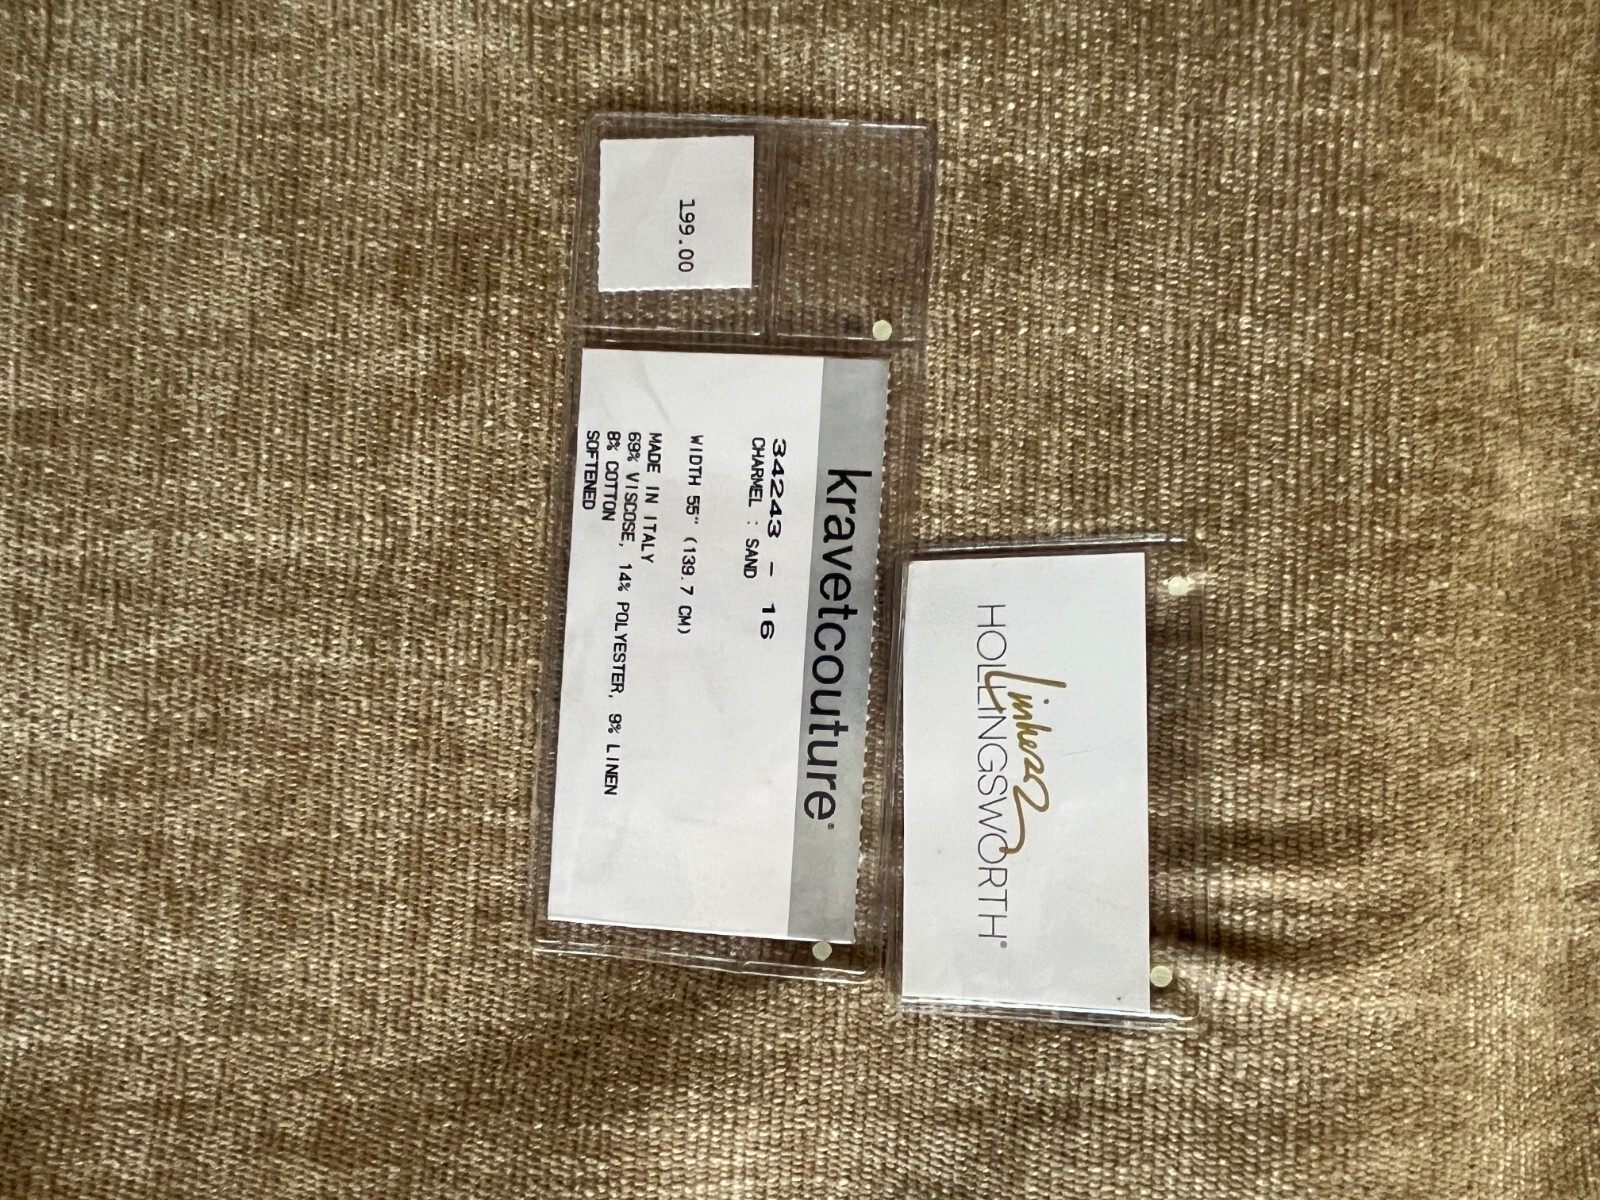 199.00
kravetcouture®
34243 - 16
CHARMEL : SAND
WIDTH 55" (139.7 CM)
MADE IN ITALY
69% VISCOSE, 14% POLYESTER, 9% LINEN
8% COTTON
SOFTENED
linherr
HOLLINGSWORTH®